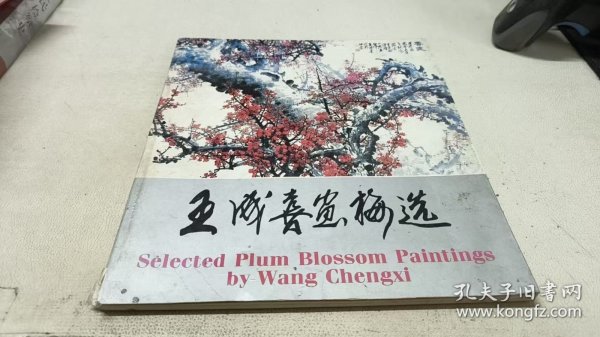 王成喜画梅选
Selected Plum Blossom Paintings
by Wang Chengxi
孔夫子旧书网
www.kongfz.com